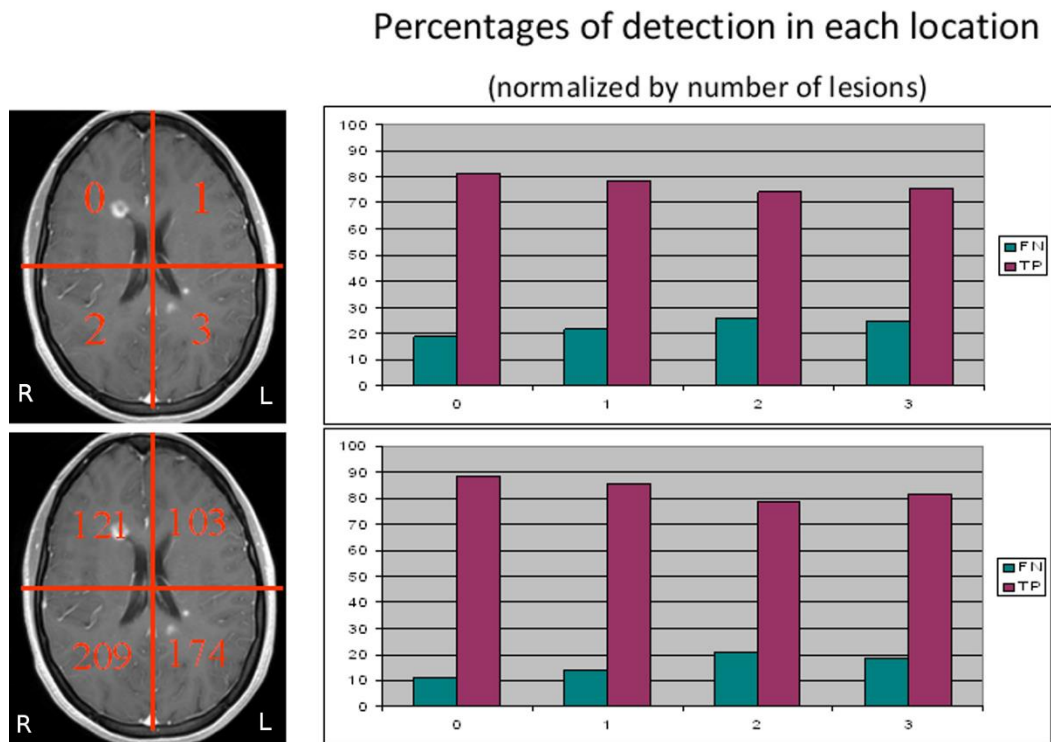 Percentages of detection in each location
(normalized by number of lesions)
0 1
2 3
R L
100
90
80
70
60
50
40
30
20
10
0
0 1 2 3
FN
TP
121 103
209 174
R L
100
90
80
70
60
50
40
30
20
10
0
0 1 2 3
FN
TP